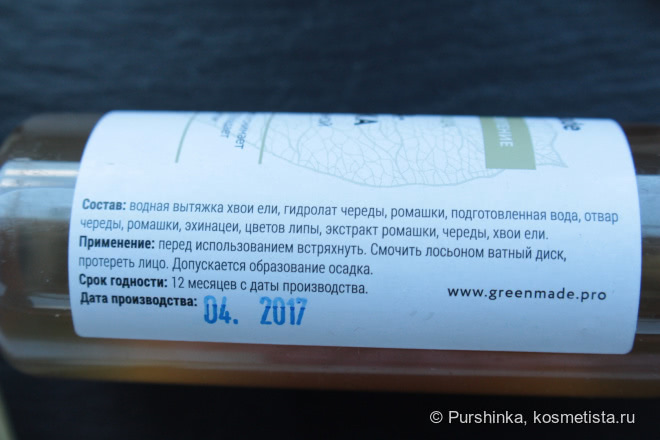 Состав: водная вытяжка хвои ели, гидролат череды, ромашки, подготовленная вода, отвар
череды, ромашки, эхинацеи, цветов липы, экстракт ромашки, череды, хвои ели.
Применение: перед использованием встряхнуть. Смочить лосьоном ватный диск,
протереть лицо. Допускается образование осадка.
Срок годности: 12 месяцев с даты производства.
www.greenmade.pro
Дата производства: 04. 2017
© Purshinka, kosmetista.ru